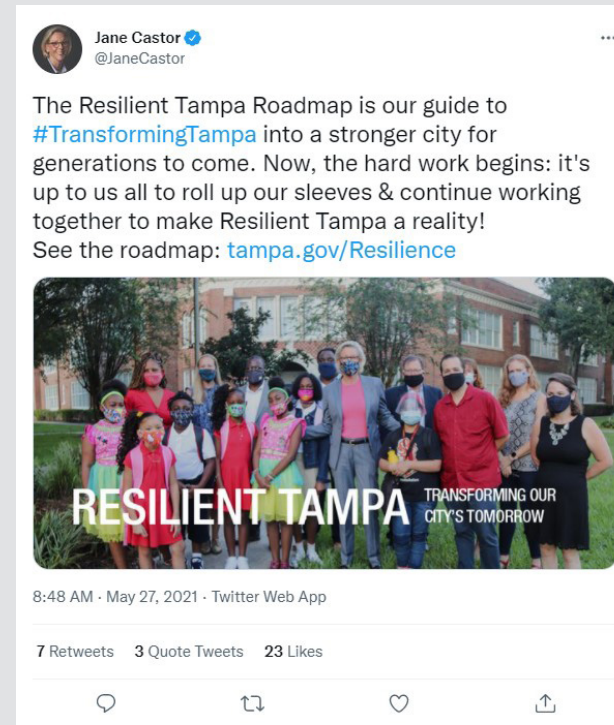 Jane Castor
@JaneCastor
The Resilient Tampa Roadmap is our guide to
#TransformingTampa into a stronger city for
generations to come. Now, the hard work begins: it's
up to us all to roll up our sleeves & continue working
together to make Resilient Tampa a reality!
See the roadmap: tampa.gov/Resilience
RESILIENT TAMPA
TRANSFORMING OUR
CITY'S TOMORROW
8:48 AM · May 27, 2021 · Twitter Web App
7 Retweets 3 Quote Tweets 23 Likes